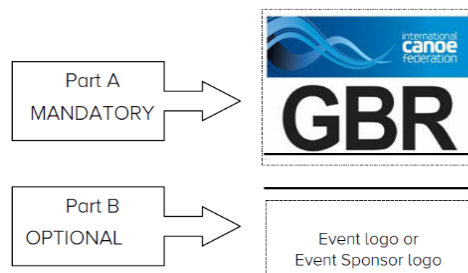 Part A
MANDATORY
international
canoe
federation
GBR
Part B
OPTIONAL
Event logo or
Event Sponsor logo